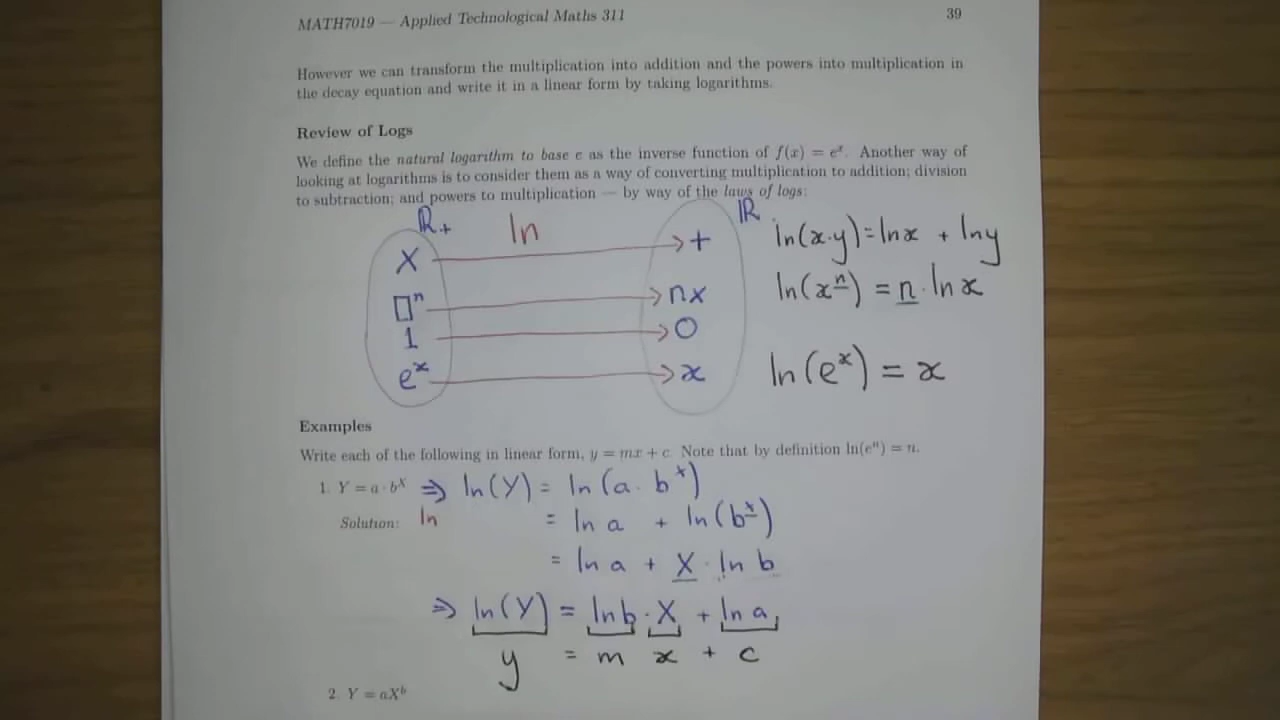 MATH7019 — Applied Technological Maths 311 39
However we can transform the multiplication into addition and the powers into multiplication in
the decay equation and write it in a linear form by taking logarithms.
Review of Logs
We define the natural logarithm to base e as the inverse function of f(x) = eˣ. Another way of
looking at logarithms is to consider them as a way of converting multiplication to addition; division
to subtraction; and powers to multiplication — by way of the laws of logs:
ℝ₊ ln ℝ
× → + ln(x·y) = ln x + ln y
□ⁿ → n× ln(xⁿ) = n · ln x
1 → 0
eˣ → x ln(eˣ) = x
Examples
Write each of the following in linear form, y = mx + c. Note that by definition ln(eⁿ) = n.
1. Y = a · b^X ⇒ ln(Y) = ln(a · b^X)
Solution: ln = ln a + ln(b^X)
= ln a + X · ln b
⇒ ln(Y) = ln b · X + ln a
y = m x + c
2. Y = aX^b